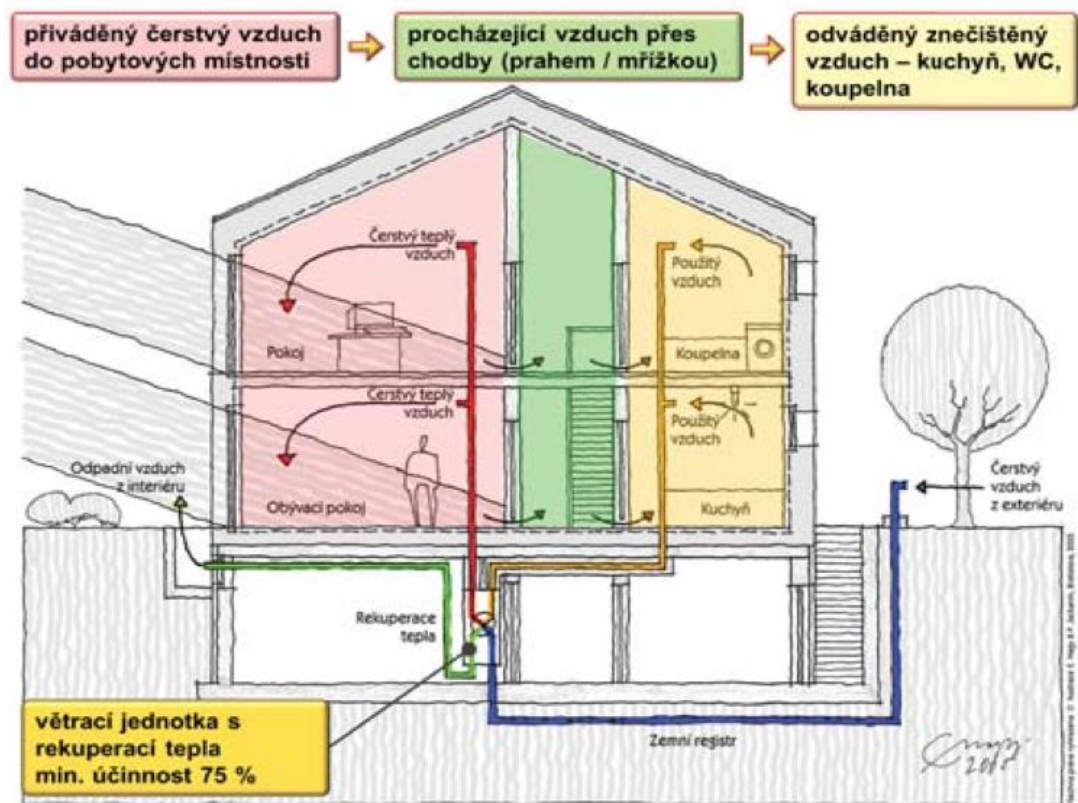 přiváděný čerstvý vzduch
do pobytových místností
procházející vzduch přes
chodby (prahem / mřížkou)
odváděný znečištěný
vzduch – kuchyň, WC,
koupelna
Čerstvý teplý
vzduch
Použitý
vzduch
Pokoj
Koupelna
Čerstvý teplý
vzduch
Použitý
vzduch
Odpadní vzduch
z interiéru
Čerstvý
vzduch
z exteriéru
Obývací pokoj
Kuchyň
Rekuperace
tepla
větrací jednotka s
rekuperací tepla
min. účinnost 75 %
Zemní registr